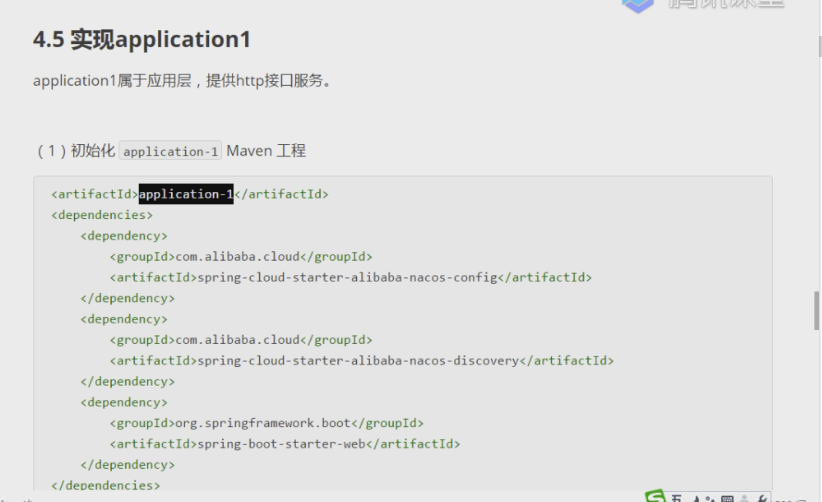 腾讯课堂
4.5 实现application1
application1属于应用层，提供http接口服务。
（1）初始化 application-1 Maven 工程
<artifactId>application-1</artifactId>
<dependencies>
<dependency>
<groupId>com.alibaba.cloud</groupId>
<artifactId>spring-cloud-starter-alibaba-nacos-config</artifactId>
</dependency>
<dependency>
<groupId>com.alibaba.cloud</groupId>
<artifactId>spring-cloud-starter-alibaba-nacos-discovery</artifactId>
</dependency>
<dependency>
<groupId>org.springframework.boot</groupId>
<artifactId>spring-boot-starter-web</artifactId>
</dependency>
</dependencies>
五